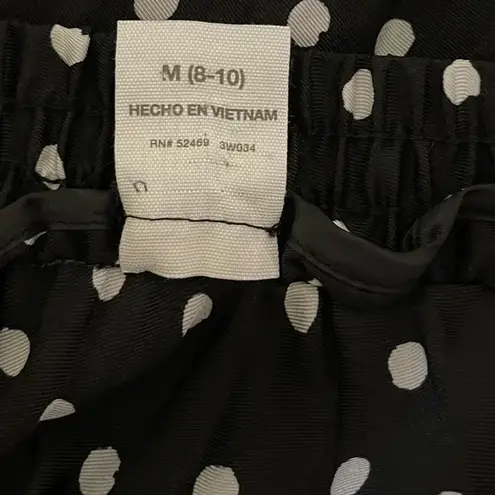 M (8-10)
HECHO EN VIETNAM
RN# 52469 3W034